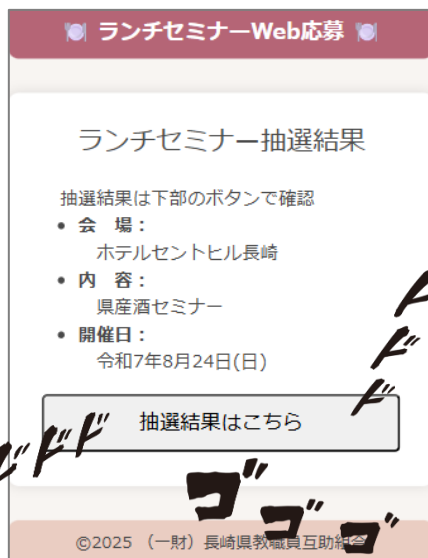 🍽 ランチセミナーWeb応募 🍽
ランチセミナー抽選結果
抽選結果は下部のボタンで確認
• 会　場：
ホテルセントヒル長崎
• 内　容：
県産酒セミナー
• 開催日：
令和7年8月24日(日)
ド
ド
ド
抽選結果はこちら
ドドド
ゴゴゴ
©2025 （一財）長崎県教職員互助組合